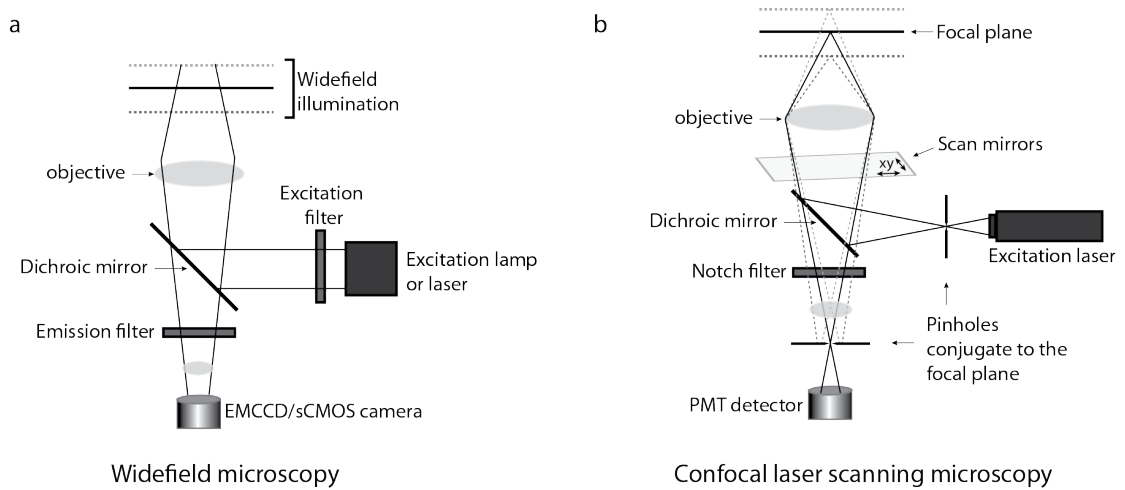 a
Widefield
illumination
objective
Excitation
filter
Dichroic mirror
Excitation lamp
or laser
Emission filter
EMCCD/sCMOS camera
Widefield microscopy
b
Focal plane
objective
Scan mirrors
xy
Dichroic mirror
Excitation laser
Notch filter
Pinholes
conjugate to the
focal plane
PMT detector
Confocal laser scanning microscopy